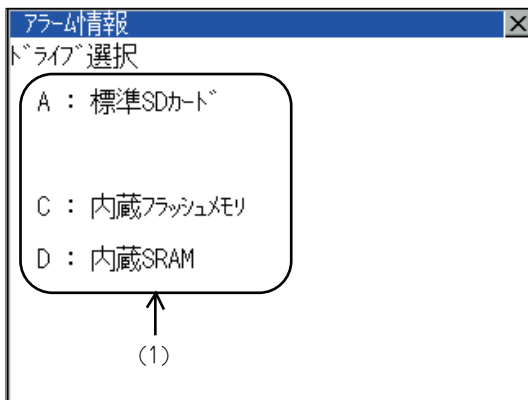 アラーム情報
ドライブ選択
A : 標準SDカード
C : 内蔵フラッシュメモリ
D : 内蔵SRAM
(1)